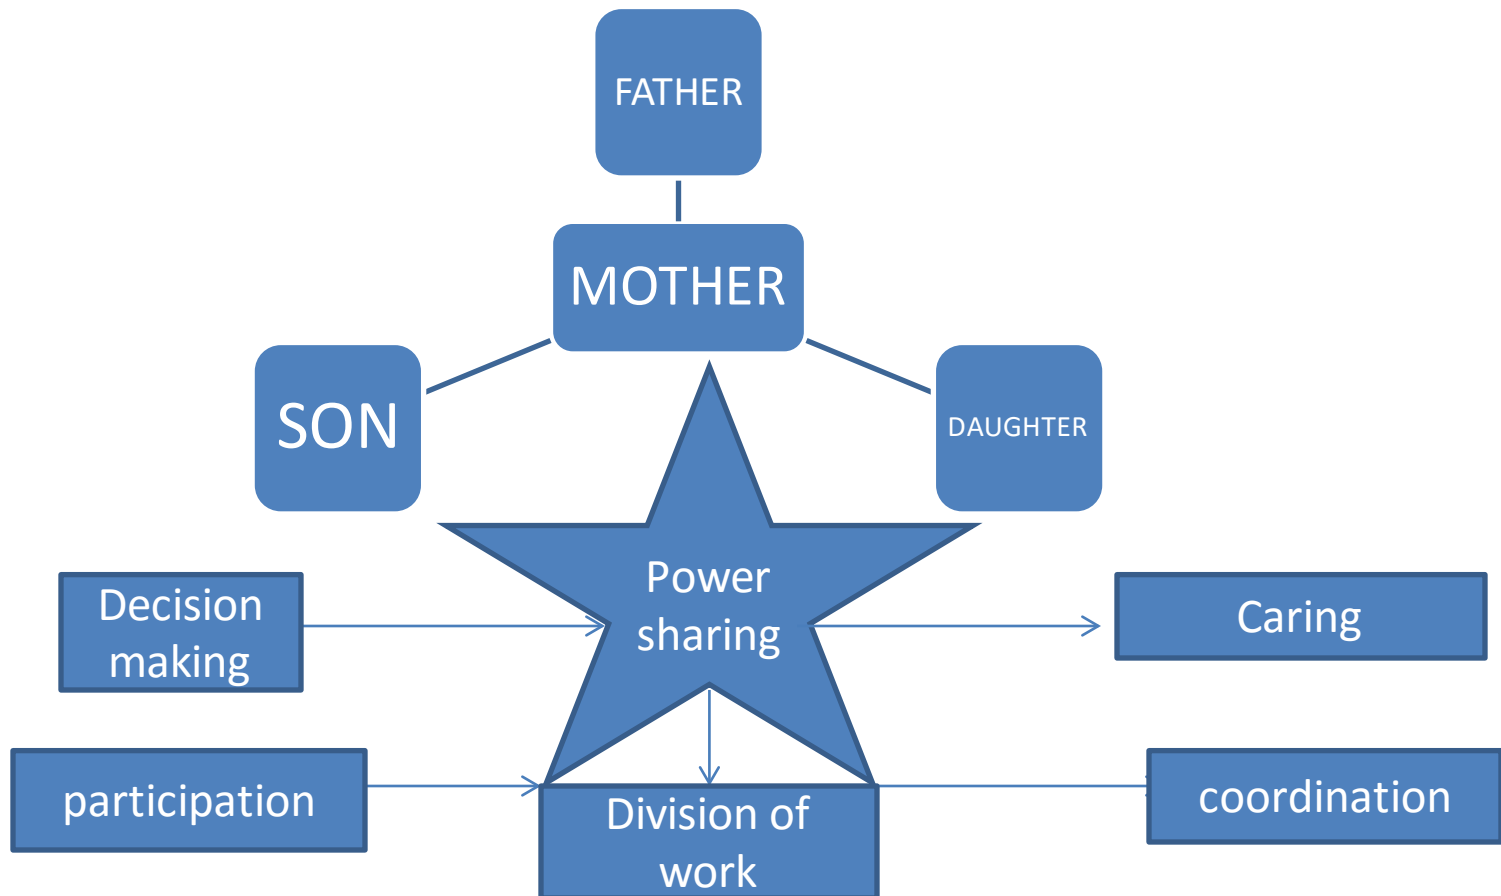 FATHER
MOTHER
SON
DAUGHTER
Power
sharing
Decision
making
Caring
participation
Division of
work
coordination